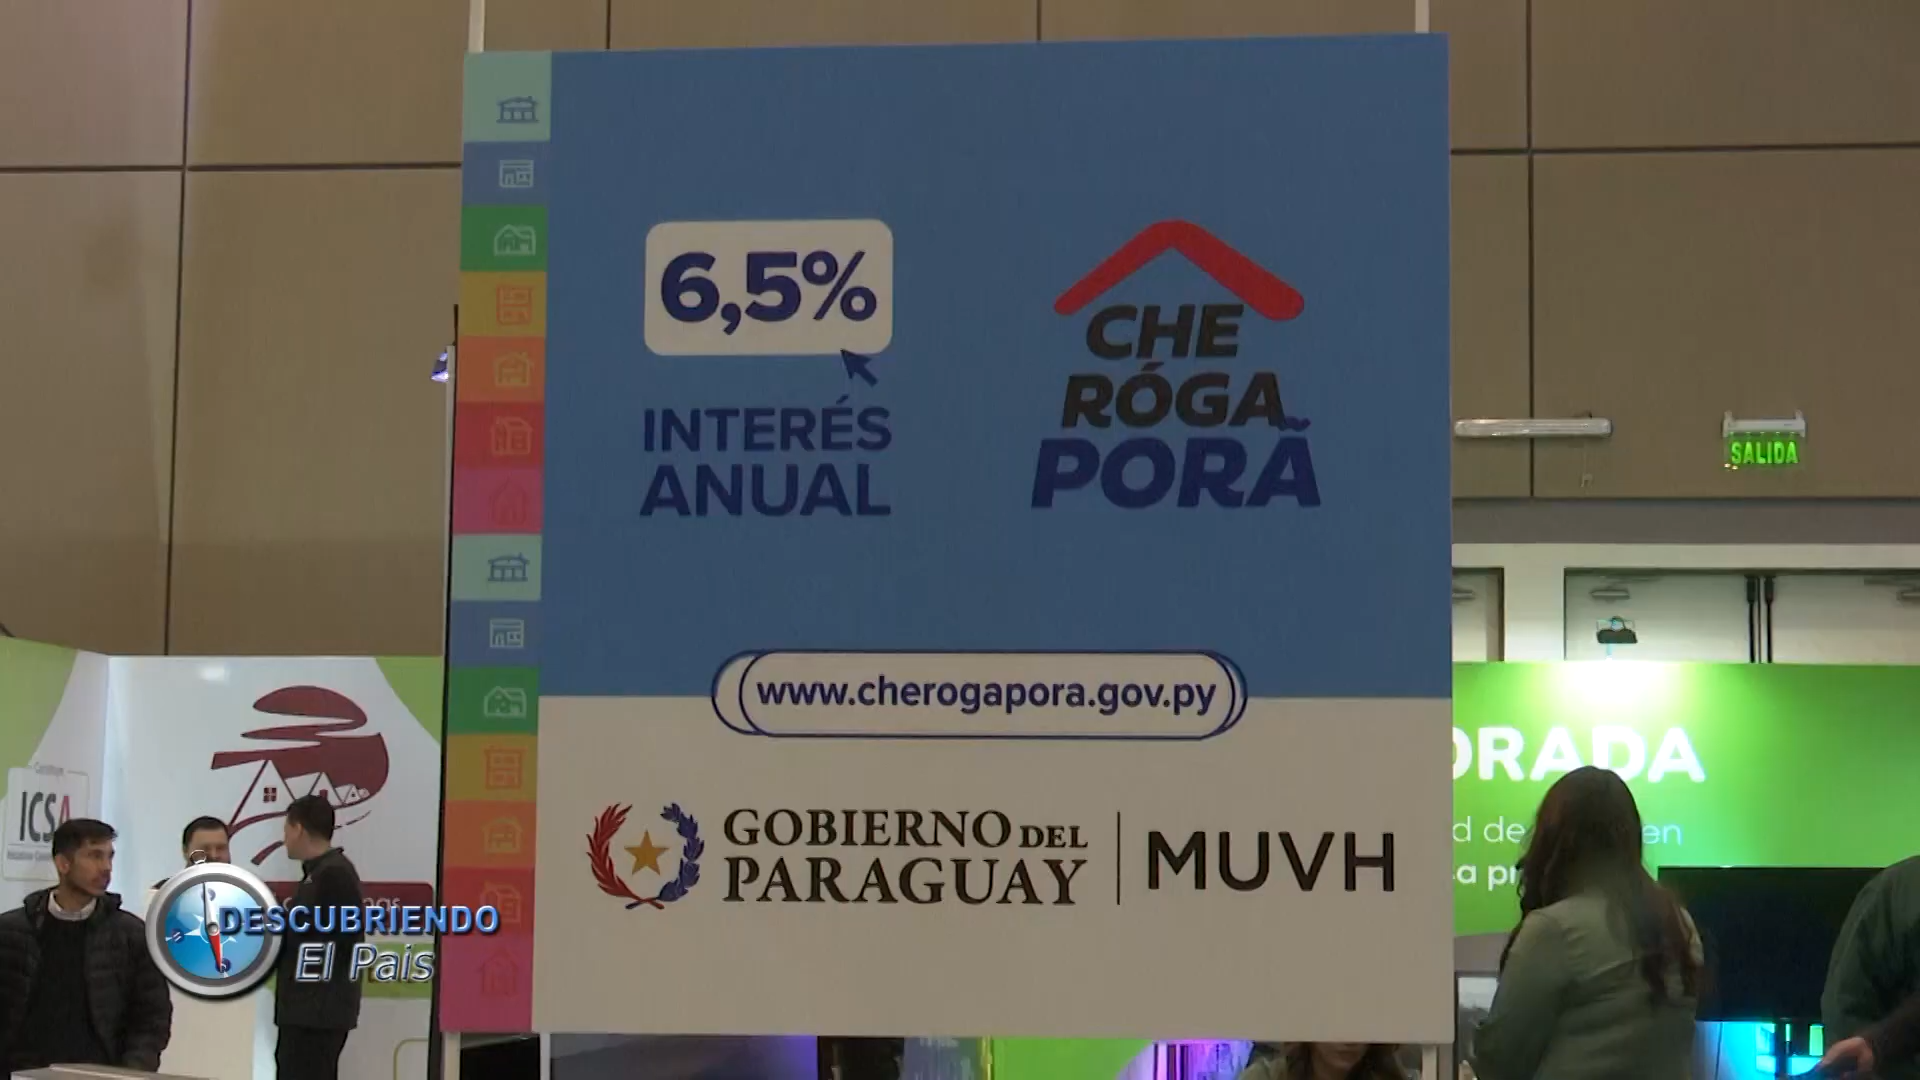 6,5%
INTERÉS
ANUAL
CHE
RÓGA
PORÃ
www.cherogapora.gov.py
GOBIERNO DEL
PARAGUAY
MUVH
SALIDA
ICSA
DESCUBRIENDO
El Pais